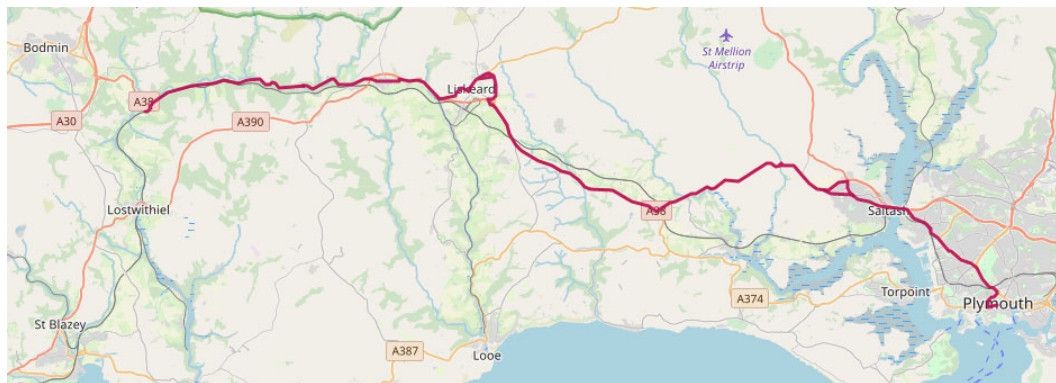 Bodmin
St Mellion
Airstrip
A38
Liskeard
A30
A390
Lostwithiel
A38
Saltash
Torpoint
A374
Plymouth
St Blazey
A387
Looe